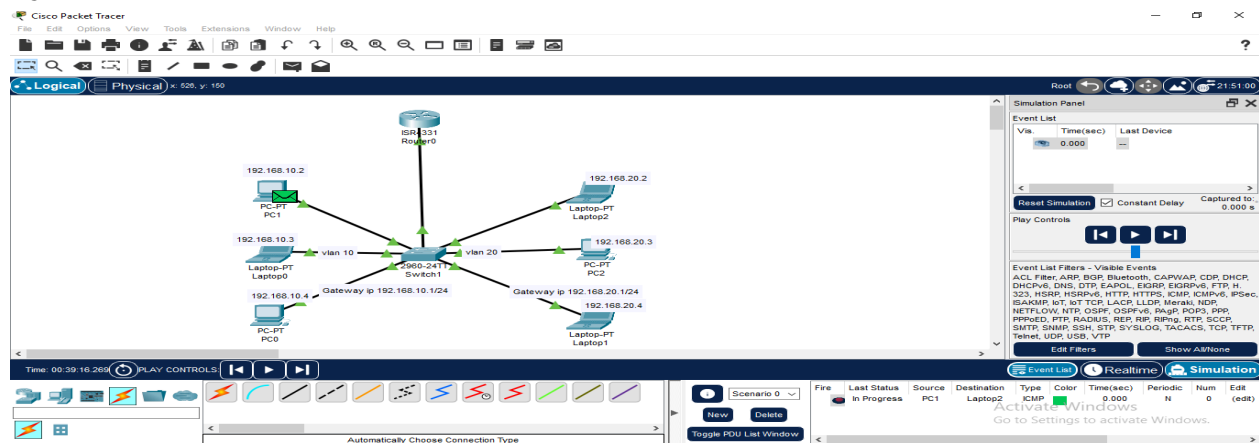 Cisco Packet Tracer
File Edit Options View Tools Extensions Window Help
?
Logical Physical x: 526, y: 150 Root 21:51:00
ISR4331
Router0
192.168.10.2
PC-PT
PC1
192.168.20.2
Laptop-PT
Laptop2
192.168.10.3
Laptop-PT
Laptop0
vlan 10
2960-24TT
Switch1
vlan 20
192.168.20.3
PC-PT
PC2
192.168.10.4
Gateway ip 192.168.10.1/24
PC-PT
PC0
Gateway ip 192.168.20.1/24
192.168.20.4
Laptop-PT
Laptop1
Simulation Panel
Event List
Vis. Time(sec) Last Device
0.000 --
Reset Simulation Constant Delay Captured to:
0.000 s
Play Controls
Event List Filters - Visible Events
ACL Filter, ARP, BGP, Bluetooth, CAPWAP, CDP, DHCP,
DHCPv6, DNS, DTP, EAPOL, EIGRP, EIGRPv6, FTP, H.
323, HSRP, HSRPv6, HTTP, HTTPS, ICMP, ICMPv6, IPSec,
ISAKMP, IoT, IoT TCP, LACP, LLDP, Meraki, NDP,
NETFLOW, NTP, OSPF, OSPFv6, PAgP, POP3, PPP,
PPPoED, PTP, RADIUS, REP, RIP, RIPng, RTP, SCCP,
SMTP, SNMP, SSH, STP, SYSLOG, TACACS, TCP, TFTP,
Telnet, UDP, USB, VTP
Edit Filters Show All/None
Time: 00:39:16.269 PLAY CONTROLS: Event List Realtime Simulation
Automatically Choose Connection Type
Scenario 0
New Delete
Toggle PDU List Window
Fire Last Status Source Destination Type Color Time(sec) Periodic Num Edit
In Progress PC1 Laptop2 ICMP 0.000 N 0 (edit)
Activate Windows
Go to Settings to activate Windows.